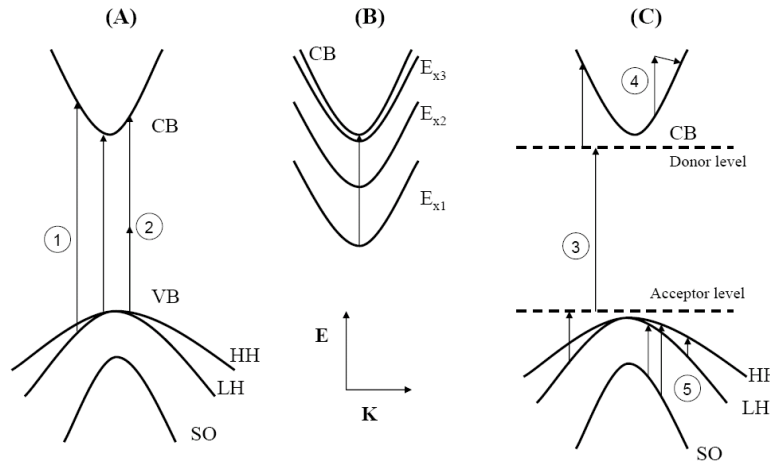 (A)
(B)
(C)
CB
E_x3
4
CB
E_x2
CB
Donor level
1
2
E_x1
3
VB
Acceptor level
E
HH
LH
K
5
HH
LH
SO
SO